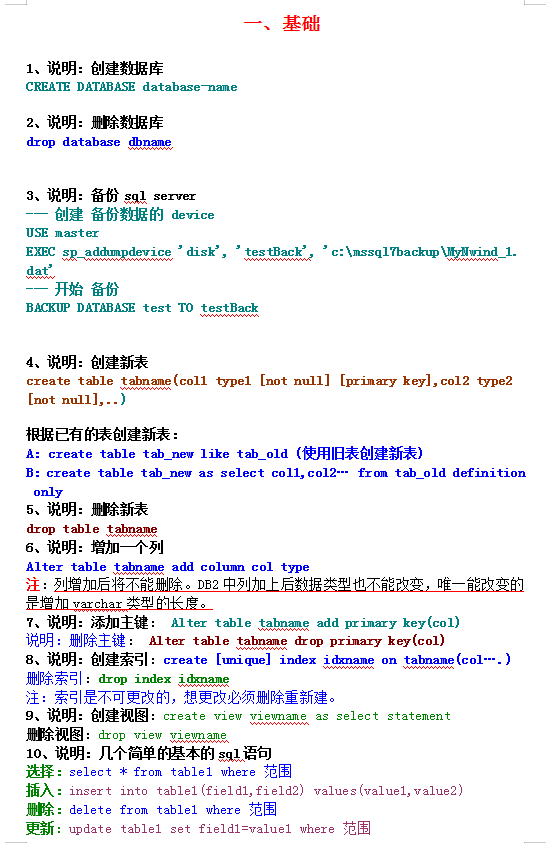 一、基础
1、说明：创建数据库
CREATE DATABASE database-name
2、说明：删除数据库
drop database dbname
3、说明：备份sql server
--- 创建 备份数据的 device
USE master
EXEC sp_addumpdevice 'disk', 'testBack', 'c:\mssql7backup\MyNwind_1.
dat'
--- 开始 备份
BACKUP DATABASE test TO testBack
4、说明：创建新表
create table tabname(col1 type1 [not null] [primary key],col2 type2
[not null],..)
根据已有的表创建新表：
A：create table tab_new like tab_old (使用旧表创建新表)
B：create table tab_new as select col1,col2… from tab_old definition
only
5、说明：删除新表
drop table tabname
6、说明：增加一个列
Alter table tabname add column col type
注：列增加后将不能删除。DB2中列加上后数据类型也不能改变，唯一能改变的
是增加varchar类型的长度。
7、说明：添加主键： Alter table tabname add primary key(col)
说明：删除主键： Alter table tabname drop primary key(col)
8、说明：创建索引：create [unique] index idxname on tabname(col….)
删除索引：drop index idxname
注：索引是不可更改的，想更改必须删除重新建。
9、说明：创建视图：create view viewname as select statement
删除视图：drop view viewname
10、说明：几个简单的基本的sql语句
选择：select * from table1 where 范围
插入：insert into table1(field1,field2) values(value1,value2)
删除：delete from table1 where 范围
更新：update table1 set field1=value1 where 范围